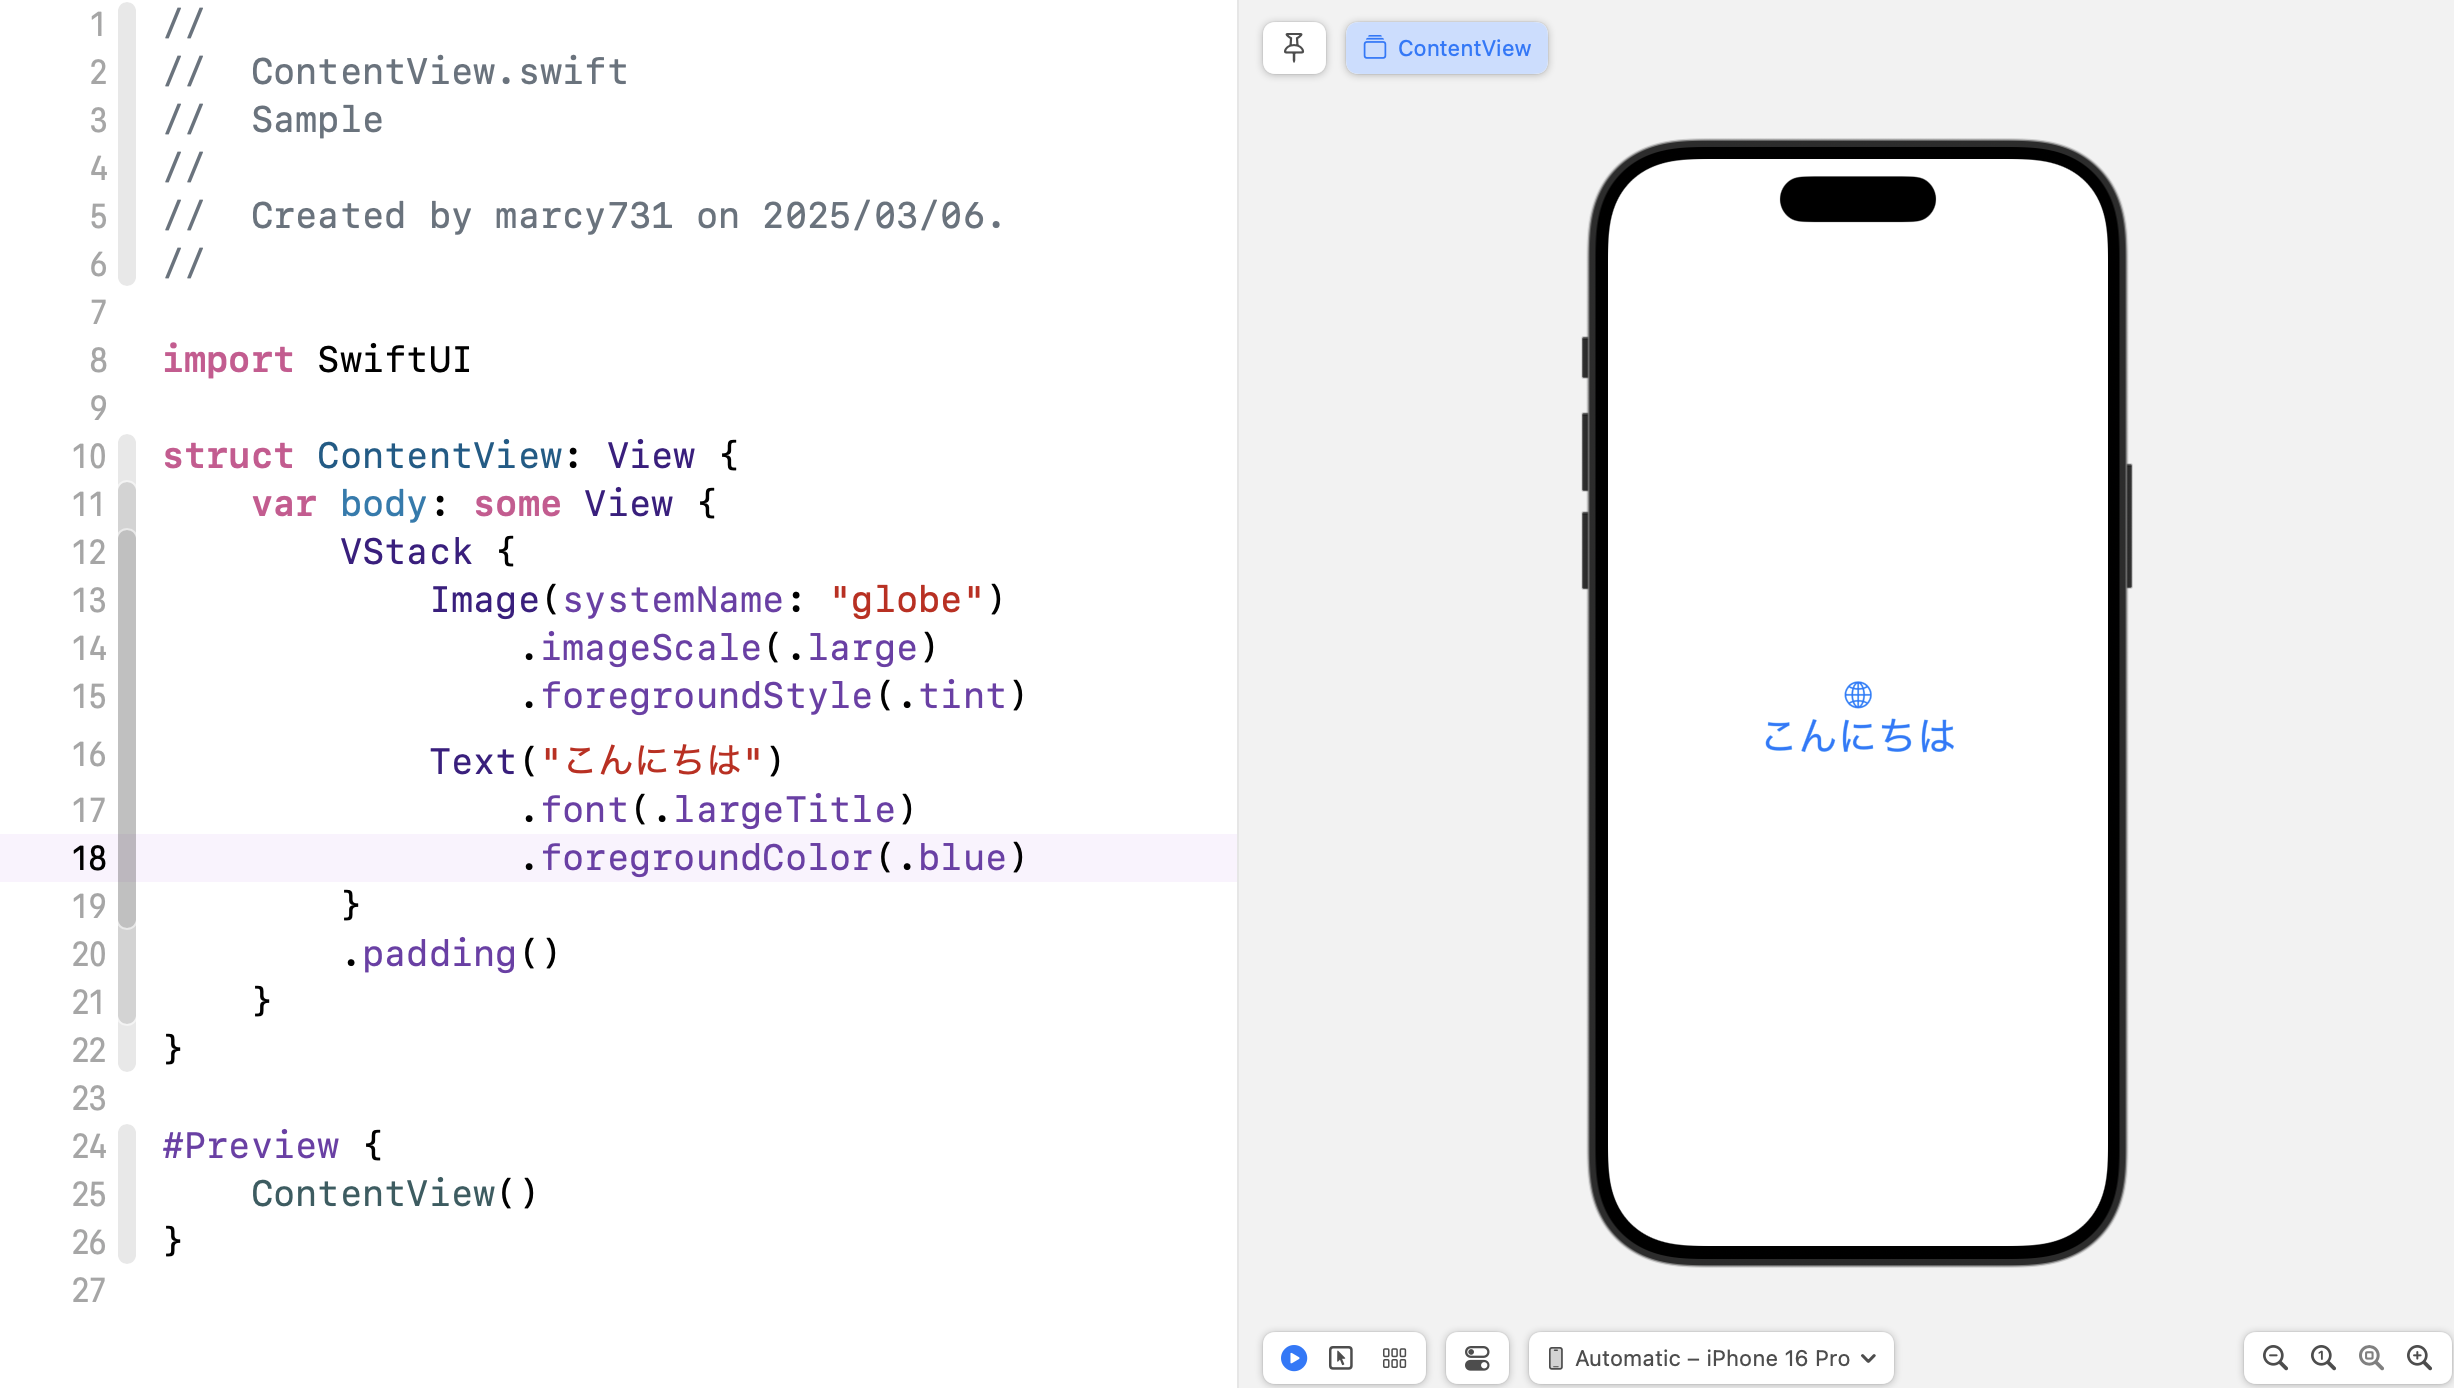 1 //
2 //  ContentView.swift
3 //  Sample
4 //
5 //  Created by marcy731 on 2025/03/06.
6 //
7
8 import SwiftUI
9
10 struct ContentView: View {
11     var body: some View {
12         VStack {
13             Image(systemName: "globe")
14                 .imageScale(.large)
15                 .foregroundStyle(.tint)
16             Text("こんにちは")
17                 .font(.largeTitle)
18                 .foregroundColor(.blue)
19         }
20         .padding()
21     }
22 }
23
24 #Preview {
25     ContentView()
26 }
27
ContentView
こんにちは
Automatic – iPhone 16 Pro